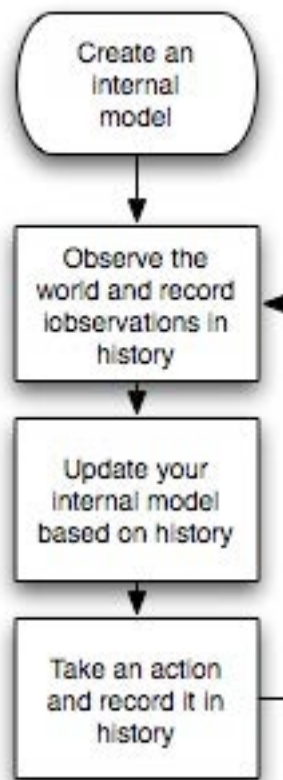 Create an
internal
model
Observe the
world and record
iobservations in
history
Update your
internal model
based on history
Take an action
and record it in
history